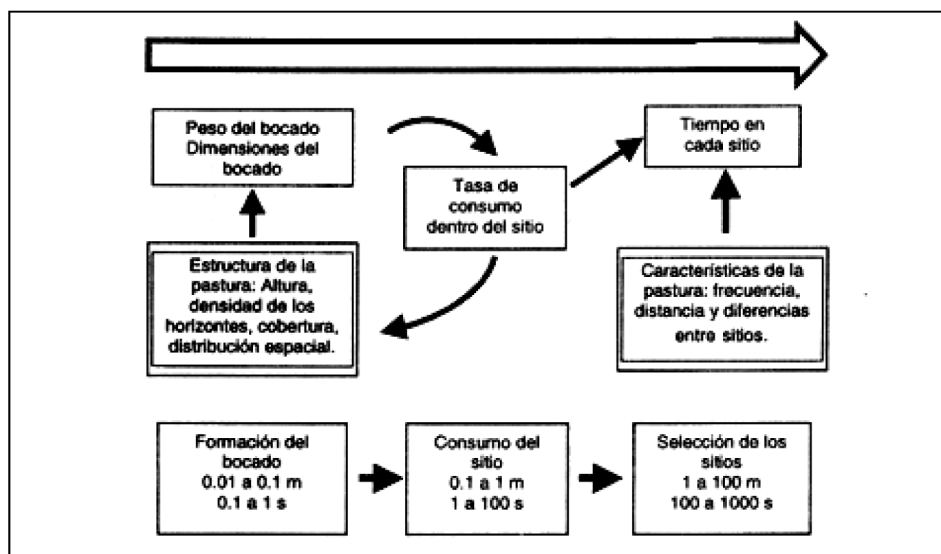 Peso del bocado
Dimensiones del
bocado
Tiempo en
cada sitio
Tasa de
consumo
dentro del sitio
Estructura de la
pastura: Altura,
densidad de los
horizontes, cobertura,
distribución espacial.
Características de la
pastura: frecuencia,
distancia y diferencias
entre sitios.
Formación del
bocado
0.01 a 0.1 m
0.1 a 1 s
Consumo del
sitio
0.1 a 1 m
1 a 100 s
Selección de los
sitios
1 a 100 m
100 a 1000 s